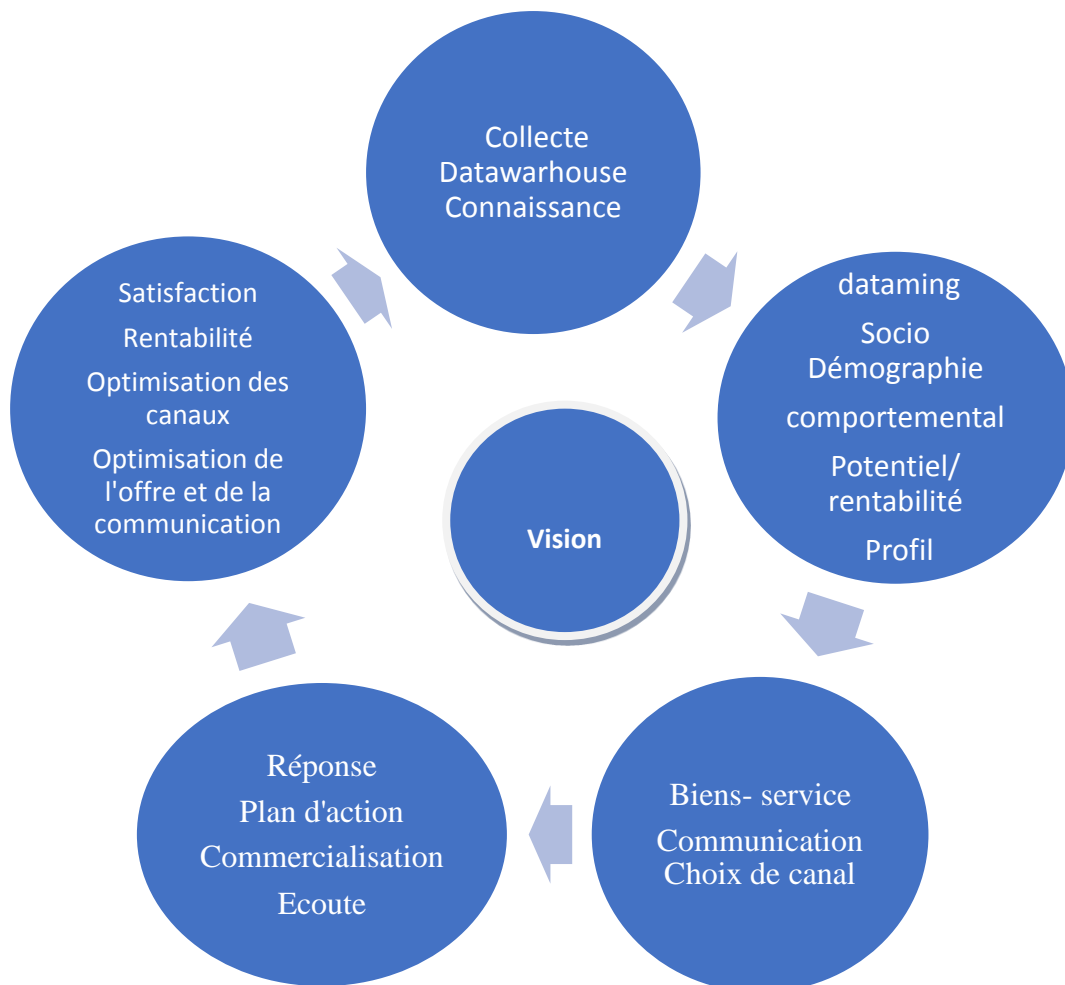 Collecte
Datawarhouse
Connaissance
dataming
Socio
Démographie
comportemental
Potentiel/
rentabilité
Profil
Biens- service
Communication
Choix de canal
Réponse
Plan d'action
Commercialisation
Ecoute
Satisfaction
Rentabilité
Optimisation des
canaux
Optimisation de
l'offre et de la
communication
Vision